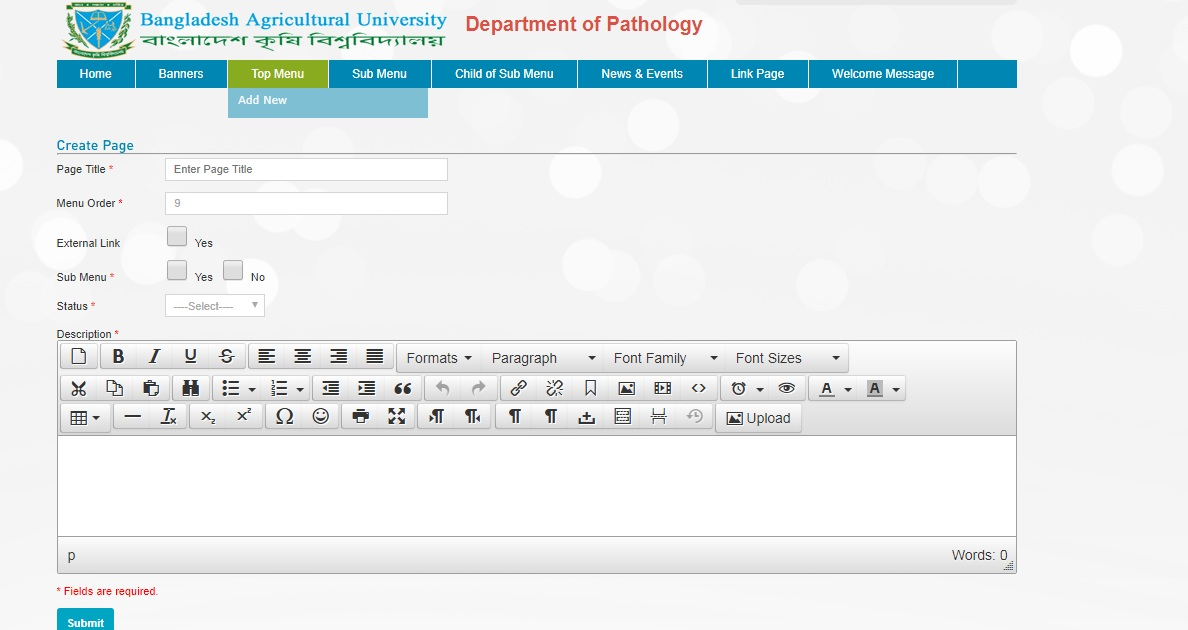 Bangladesh Agricultural University
বাংলাদেশ কৃষি বিশ্ববিদ্যালয়
Department of Pathology
Home Banners Top Menu Sub Menu Child of Sub Menu News & Events Link Page Welcome Message
Add New
Create Page
Page Title * Enter Page Title
Menu Order * 9
External Link Yes
Sub Menu * Yes No
Status * ----Select----
Description *
Formats Paragraph Font Family Font Sizes
Upload
p Words: 0
* Fields are required.
Submit